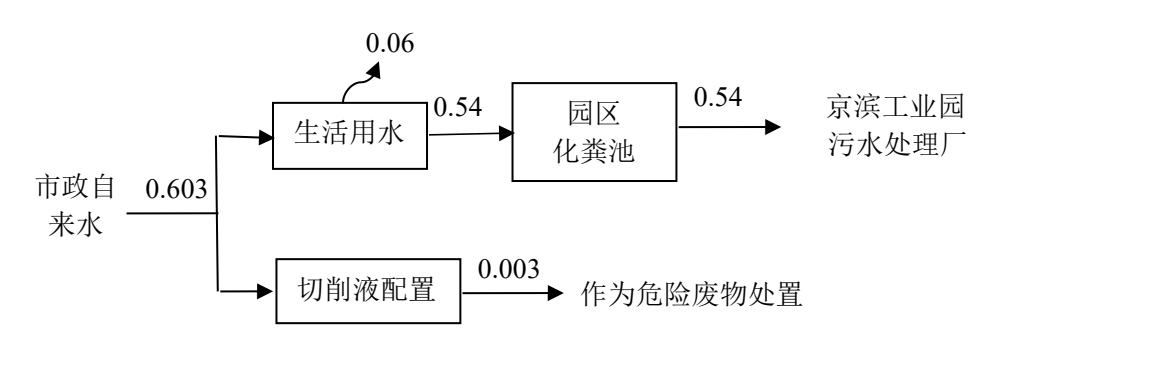 0.06
生活用水
0.54
园区
化粪池
0.54
京滨工业园
污水处理厂
市政自
来水
0.603
切削液配置
0.003
作为危险废物处置